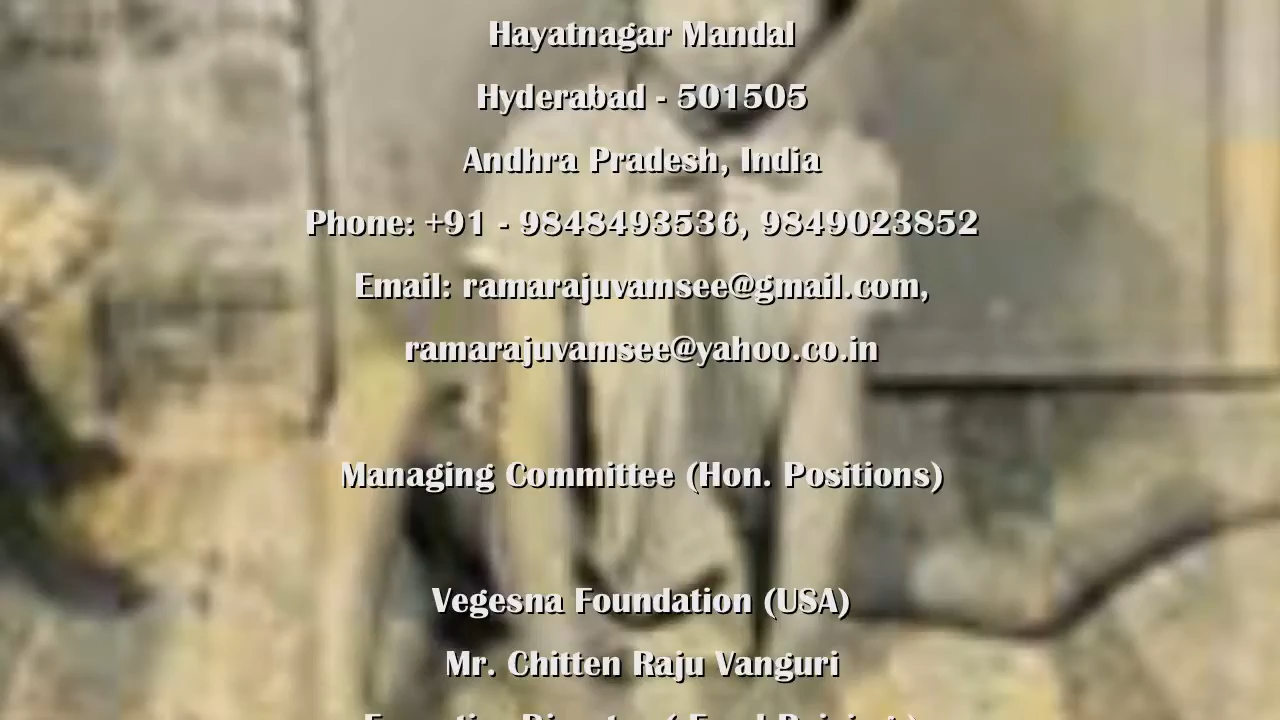 Hayatnagar Mandal
Hyderabad - 501505
Andhra Pradesh, India
Phone: +91 - 9848493536, 9849023852
Email: ramarajuvamsee@gmail.com,
ramarajuvamsee@yahoo.co.in
Managing Committee (Hon. Positions)
Vegesna Foundation (USA)
Mr. Chitten Raju Vanguri